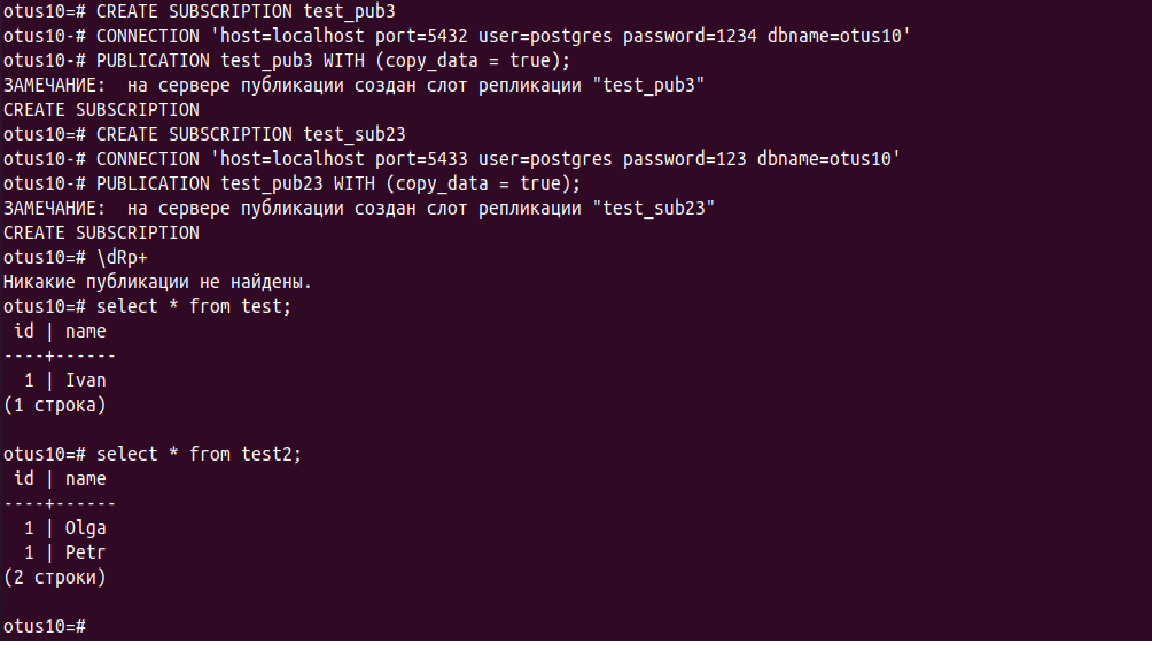 otus10=# CREATE SUBSCRIPTION test_pub3
otus10-# CONNECTION 'host=localhost port=5432 user=postgres password=1234 dbname=otus10'
otus10-# PUBLICATION test_pub3 WITH (copy_data = true);
ЗАМЕЧАНИЕ:  на сервере публикации создан слот репликации "test_pub3"
CREATE SUBSCRIPTION
otus10=# CREATE SUBSCRIPTION test_sub23
otus10-# CONNECTION 'host=localhost port=5433 user=postgres password=123 dbname=otus10'
otus10-# PUBLICATION test_pub23 WITH (copy_data = true);
ЗАМЕЧАНИЕ:  на сервере публикации создан слот репликации "test_sub23"
CREATE SUBSCRIPTION
otus10=# \dRp+
Никакие публикации не найдены.
otus10=# select * from test;
 id | name
----+------
  1 | Ivan
(1 строка)

otus10=# select * from test2;
 id | name
----+------
  1 | Olga
  1 | Petr
(2 строки)

otus10=#